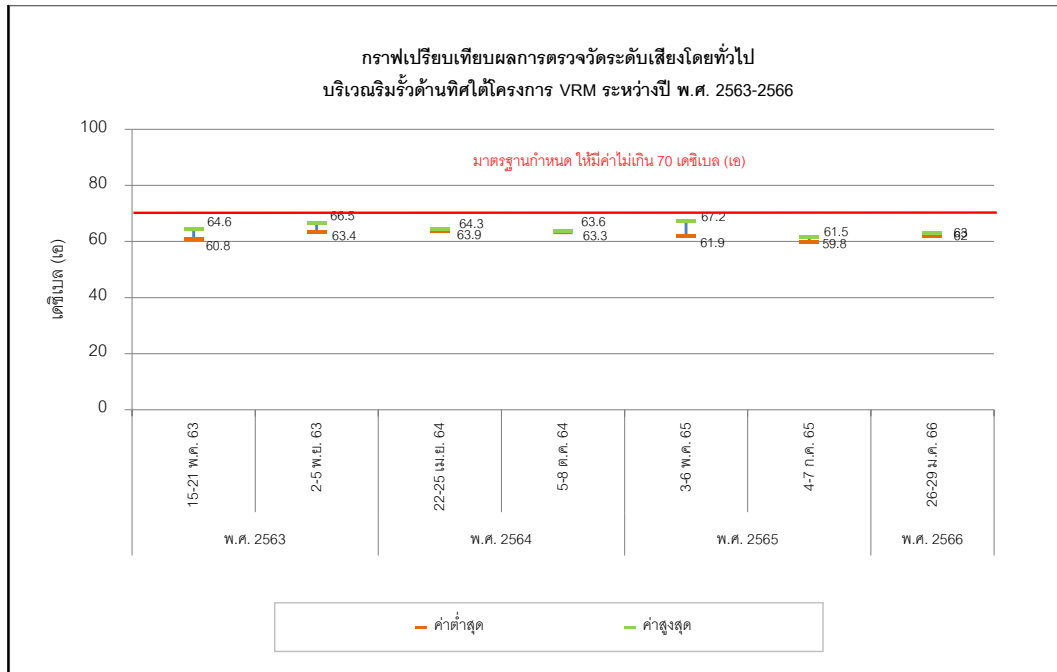 กราฟเปรียบเทียบผลการตรวจวัดระดับเสียงโดยทั่วไป
บริเวณริมรั้วด้านทิศใต้โครงการ VRM ระหว่างปี พ.ศ. 2563-2566
มาตรฐานกำหนด ให้มีค่าไม่เกิน 70 เดซิเบล (เอ)
เดซิเบล (เอ)
100
80
60
40
20
0
64.6
60.8
66.5
63.4
64.3
63.9
63.6
63.3
67.2
61.9
61.5
59.8
63
62
15-21 พ.ค. 63
2-5 พ.ย. 63
22-25 เม.ย. 64
5-8 ต.ค. 64
3-6 พ.ค. 65
4-7 ก.ค. 65
26-29 ม.ค. 66
พ.ศ. 2563
พ.ศ. 2564
พ.ศ. 2565
พ.ศ. 2566
ค่าต่ำสุด
ค่าสูงสุด